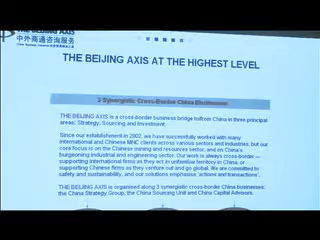 THE BEIJING AXIS
中外商通咨询服务
THE BEIJING AXIS AT THE HIGHEST LEVEL
3 Synergistic Cross-Border China Businesses
THE BEIJING AXIS is a cross-border business bridge to/from China in three principal
areas: Strategy, Sourcing and Investment.
Since our establishment in 2002, we have successfully worked with many
international and Chinese MNC clients across various sectors and industries, but our
core focus is on the Chinese mining and resources sector, and on China's
burgeoning industrial and engineering sector. Our work is always cross-border —
supporting international firms as they act in unfamiliar territory in China, or
supporting Chinese firms as they venture out and go global. We are committed to
safety and sustainability, and our solutions emphasise 'actions and transactions'.
THE BEIJING AXIS is organised along 3 synergistic cross-border China businesses:
the China Strategy Group, the China Sourcing Unit and China Capital Advisors.